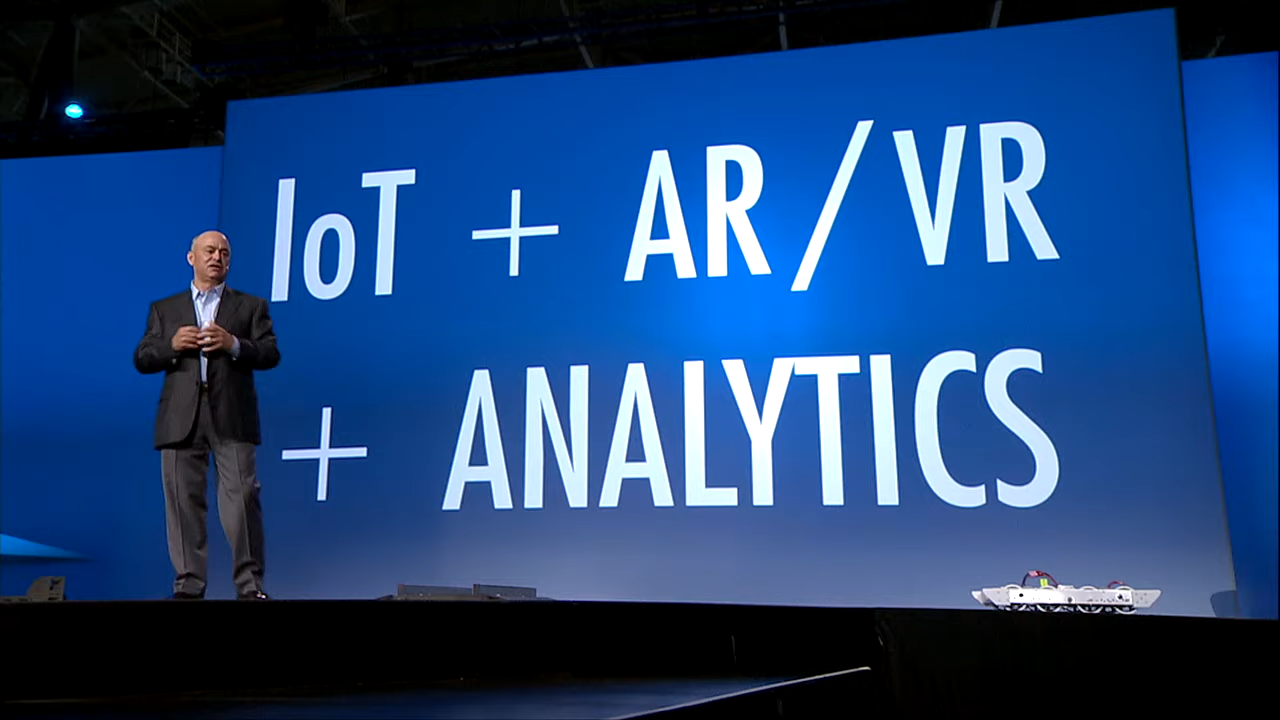 IoT + AR/VR
+ ANALYTICS